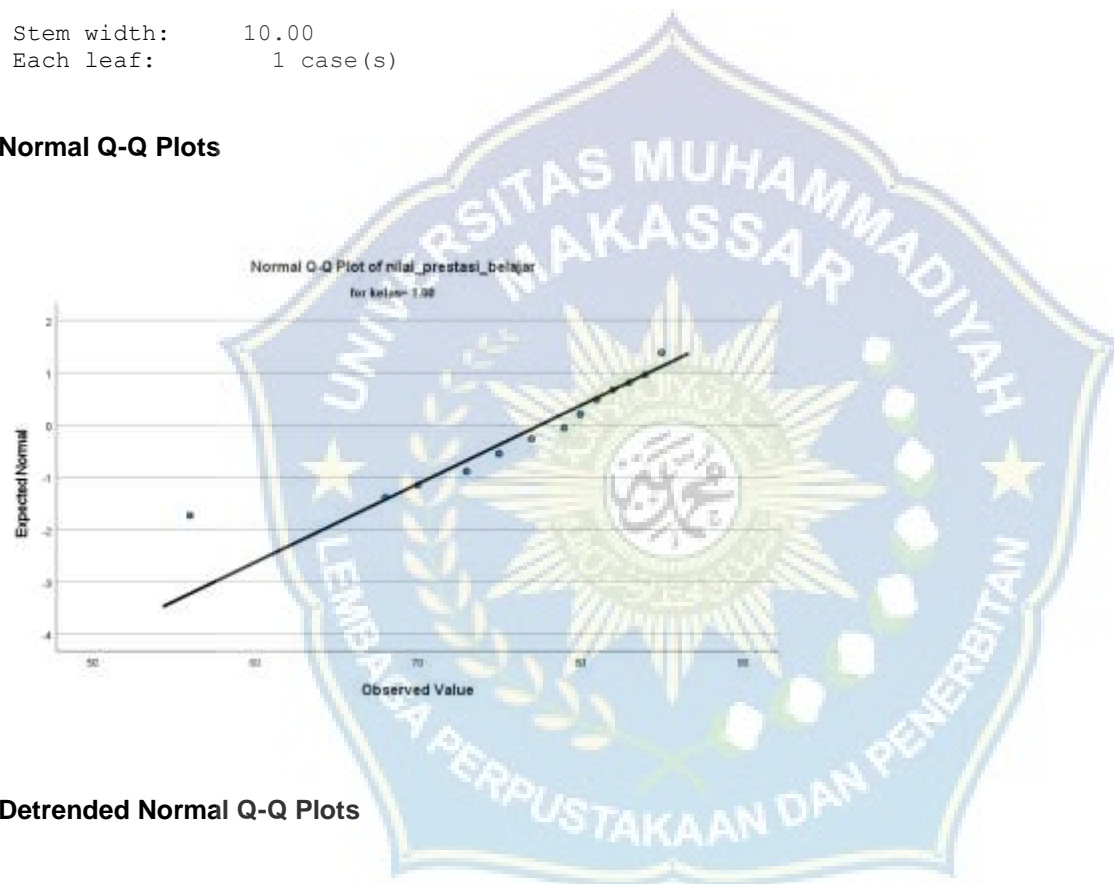 Stem width: 10.00
Each leaf: 1 case(s)
Normal Q-Q Plots
UNIVERSITAS MUHAMMADIYAH
MAKASSAR
Normal Q-Q Plot of nilai_prestasi_belajar
for kelas= 1.00
2
1
0
-1
-2
-3
-4
Expected Normal
50 60 70 80 90
Observed Value
LEMBAGA PERPUSTAKAAN DAN PENERBITAN
Detrended Normal Q-Q Plots